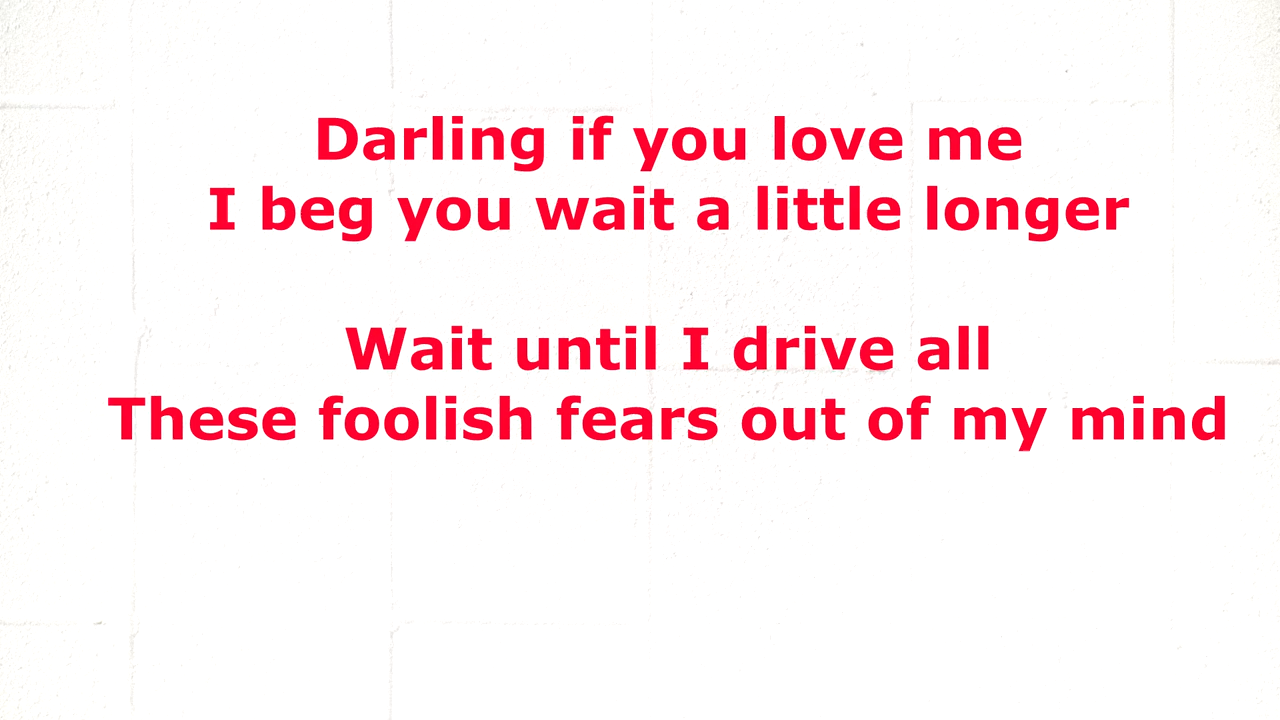 Darling if you love me
I beg you wait a little longer
Wait until I drive all
These foolish fears out of my mind